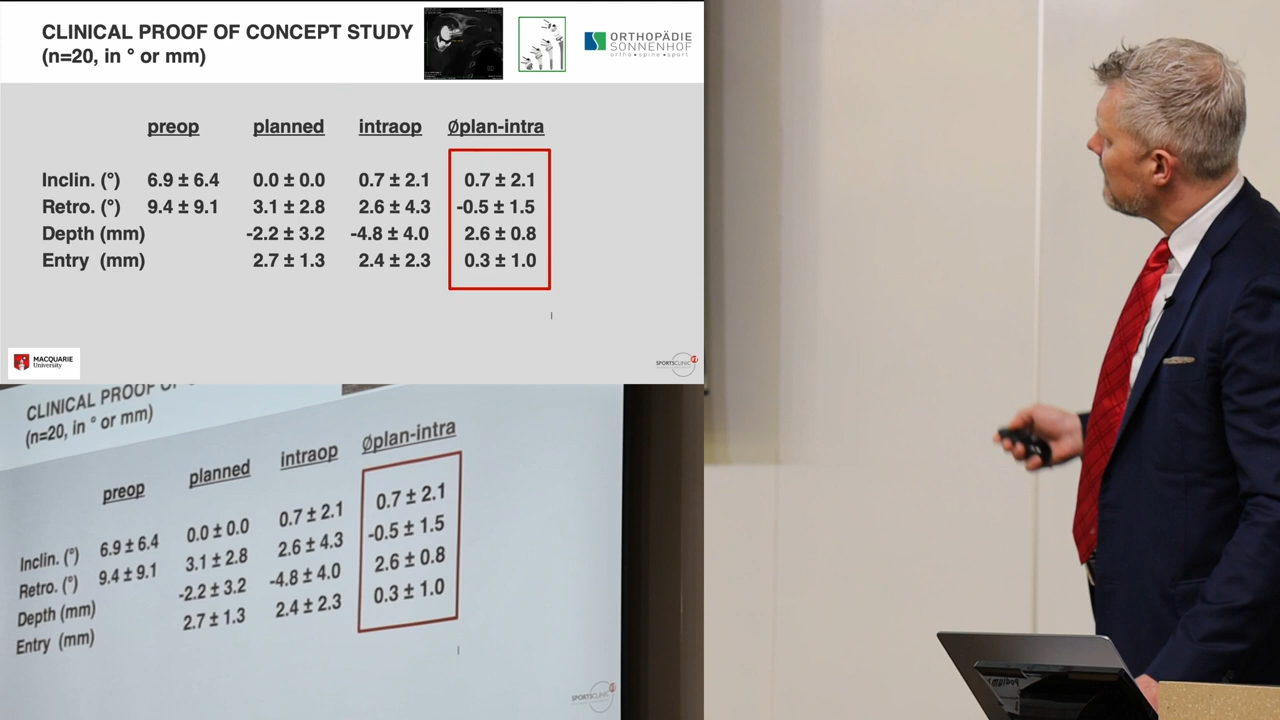 CLINICAL PROOF OF CONCEPT STUDY
(n=20, in ° or mm)
ORTHOPÄDIE
SONNENHOF
ortho • spine • sport
preop planned intraop Øplan-intra
Inclin. (°) 6.9 ± 6.4 0.0 ± 0.0 0.7 ± 2.1 0.7 ± 2.1
Retro. (°) 9.4 ± 9.1 3.1 ± 2.8 2.6 ± 4.3 -0.5 ± 1.5
Depth (mm) -2.2 ± 3.2 -4.8 ± 4.0 2.6 ± 0.8
Entry (mm) 2.7 ± 1.3 2.4 ± 2.3 0.3 ± 1.0
MACQUARIE
University
SPORTSCLINIC
CLINICAL PROOF OF
(n=20, in ° or mm)
preop planned intraop Øplan-intra
Inclin. (°) 6.9 ± 6.4 0.0 ± 0.0 0.7 ± 2.1 0.7 ± 2.1
Retro. (°) 9.4 ± 9.1 3.1 ± 2.8 2.6 ± 4.3 -0.5 ± 1.5
Depth (mm) -2.2 ± 3.2 -4.8 ± 4.0 2.6 ± 0.8
Entry (mm) 2.7 ± 1.3 2.4 ± 2.3 0.3 ± 1.0
SPORTSCLINIC